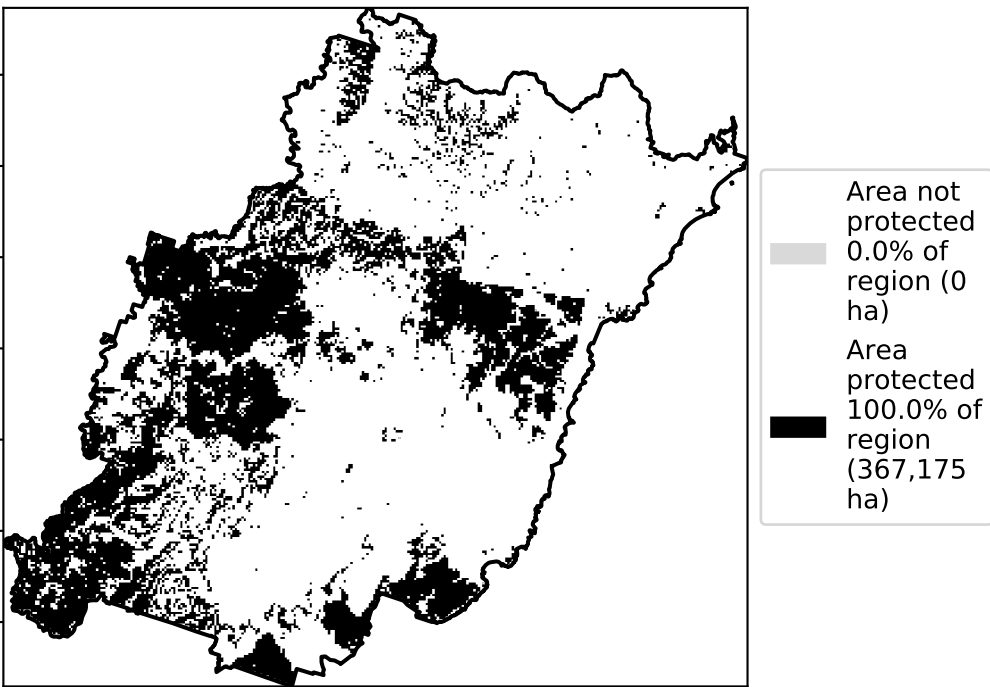 Area not
protected
0.0% of
region (0
ha)
Area
protected
100.0% of
region
(367,175
ha)